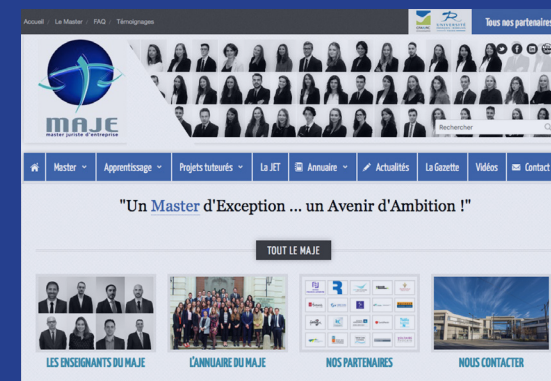 Accueil / Le Master / FAQ / Témoignages
Tous nos partenaires
MAJE
master juriste d'entreprise
Rechercher
Master Apprentissage Projets tuteurés La JET Annuaire Actualités La Gazette Vidéos Contact
"Un Master d'Exception ... un Avenir d'Ambition !"
TOUT LE MAJE
LES ENSEIGNANTS DU MAJE L'ANNUAIRE DU MAJE NOS PARTENAIRES NOUS CONTACTER